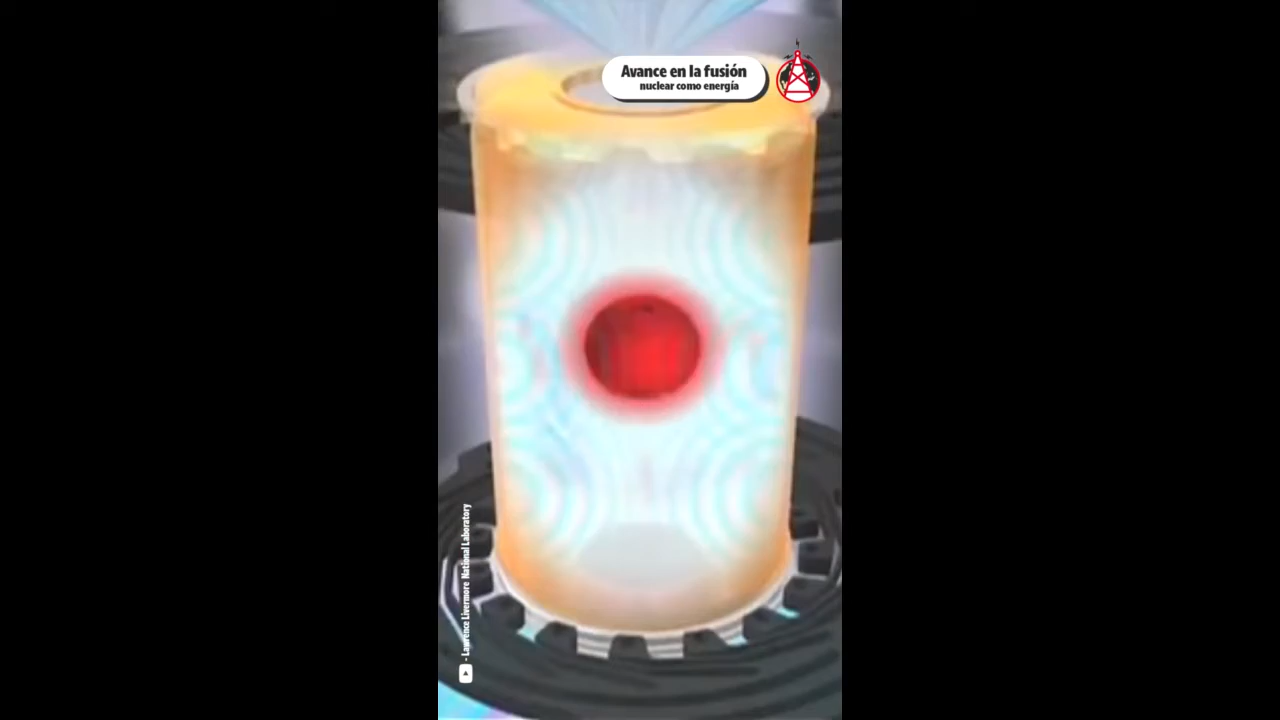 Avance en la fusión
nuclear como energía
- Lawrence Livermore National Laboratory